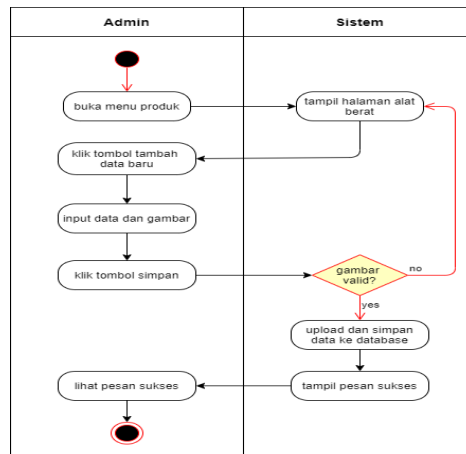 Admin
Sistem
buka menu produk
tampil halaman alat
berat
klik tombol tambah
data baru
input data dan gambar
klik tombol simpan
gambar
valid?
no
yes
upload dan simpan
data ke database
lihat pesan sukses
tampil pesan sukses